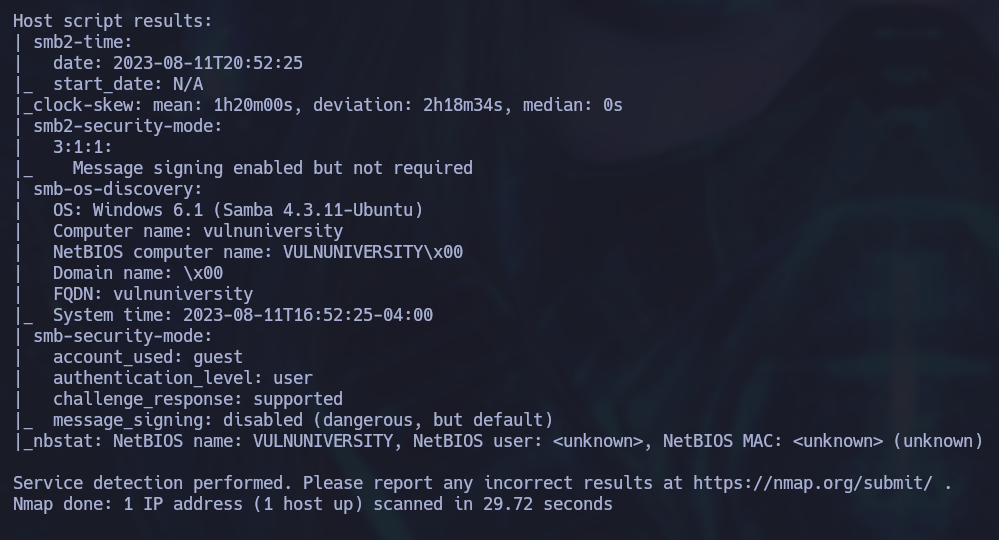 Host script results:
| smb2-time:
|   date: 2023-08-11T20:52:25
|_  start_date: N/A
|_clock-skew: mean: 1h20m00s, deviation: 2h18m34s, median: 0s
| smb2-security-mode:
|   3:1:1:
|_    Message signing enabled but not required
| smb-os-discovery:
|   OS: Windows 6.1 (Samba 4.3.11-Ubuntu)
|   Computer name: vulnuniversity
|   NetBIOS computer name: VULNUNIVERSITY\x00
|   Domain name: \x00
|   FQDN: vulnuniversity
|_  System time: 2023-08-11T16:52:25-04:00
| smb-security-mode:
|   account_used: guest
|   authentication_level: user
|   challenge_response: supported
|_  message_signing: disabled (dangerous, but default)
|_nbstat: NetBIOS name: VULNUNIVERSITY, NetBIOS user: <unknown>, NetBIOS MAC: <unknown> (unknown)

Service detection performed. Please report any incorrect results at https://nmap.org/submit/ .
Nmap done: 1 IP address (1 host up) scanned in 29.72 seconds